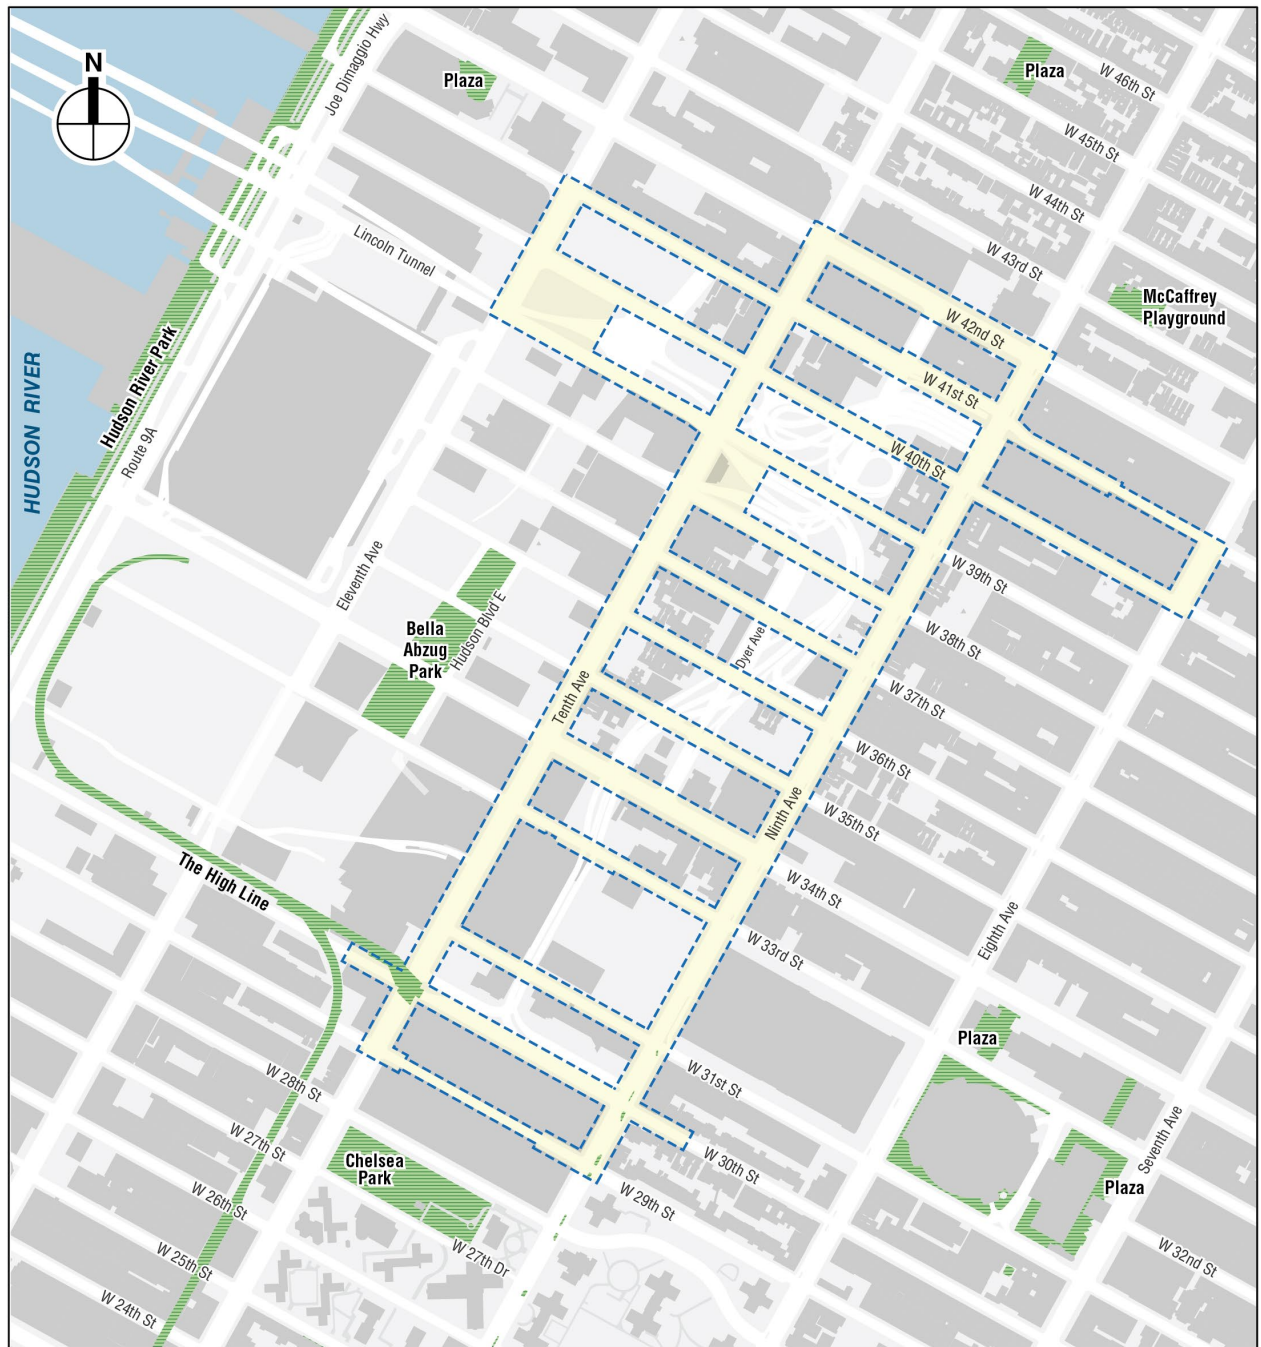 N
Joe Dimaggio Hwy
Plaza
Plaza
W 46th St
W 45th St
W 44th St
W 43rd St
McCaffrey
Playground
Lincoln Tunnel
W 42nd St
W 41st St
W 40th St
HUDSON RIVER
Hudson River Park
Route 9A
Eleventh Ave
Hudson Blvd E
Bella
Abzug
Park
Tenth Ave
Dyer Ave
Ninth Ave
W 39th St
W 38th St
W 37th St
W 36th St
W 35th St
W 34th St
W 33rd St
Eighth Ave
The High Line
Plaza
W 31st St
W 28th St
W 27th St
W 26th St
W 25th St
W 24th St
Chelsea
Park
W 30th St
W 29th St
W 27th Dr
Seventh Ave
Plaza
W 32nd St